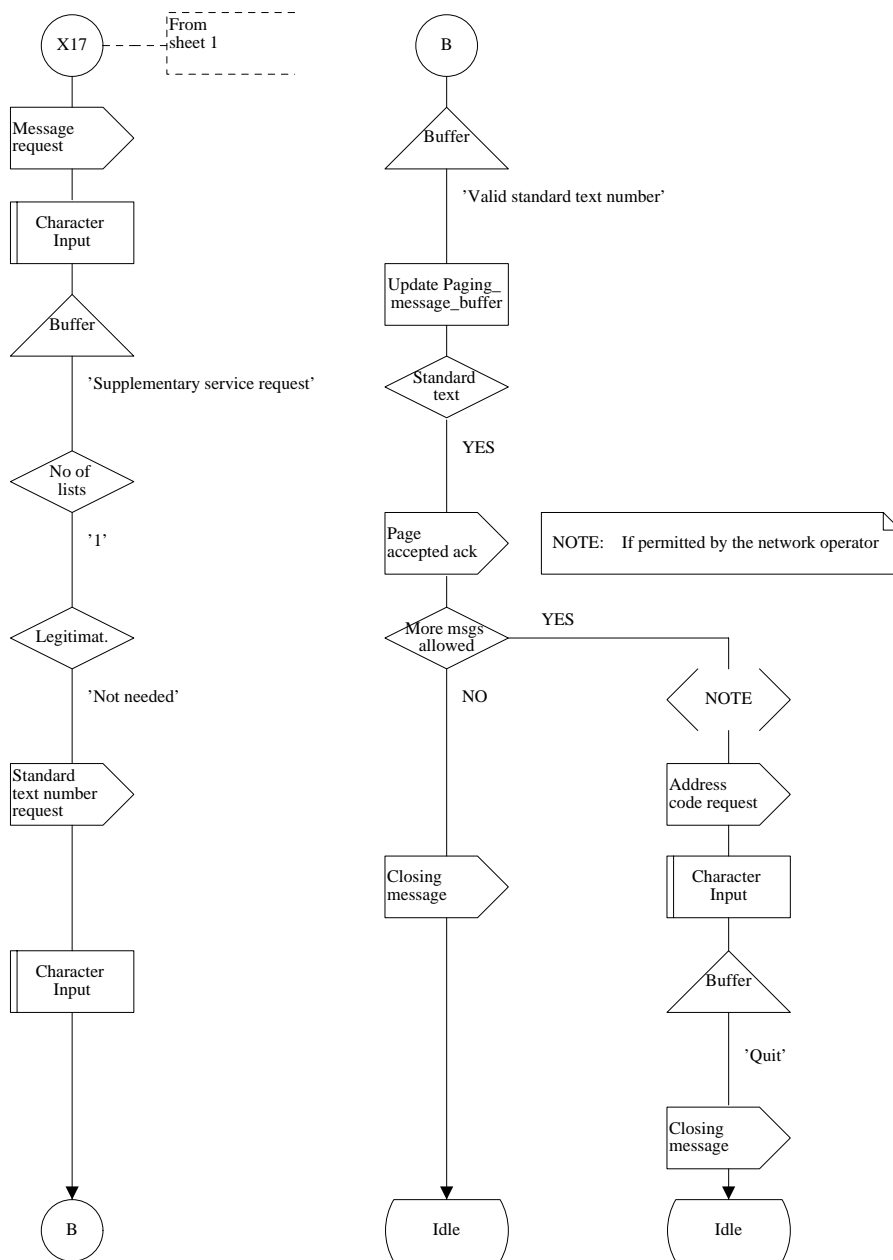 X17
From
sheet 1
Message
request
Character
Input
Buffer
’Supplementary service request’
No of
lists
’1’
Legitimat.
’Not needed’
Standard
text number
request
Character
Input
B
B
Buffer
’Valid standard text number’
Update Paging_
message_buffer
Standard
text
YES
Page
accepted ack
NOTE: If permitted by the network operator
More msgs
allowed
YES
NO
Closing
message
Idle
NOTE
Address
code request
Character
Input
Buffer
’Quit’
Closing
message
Idle